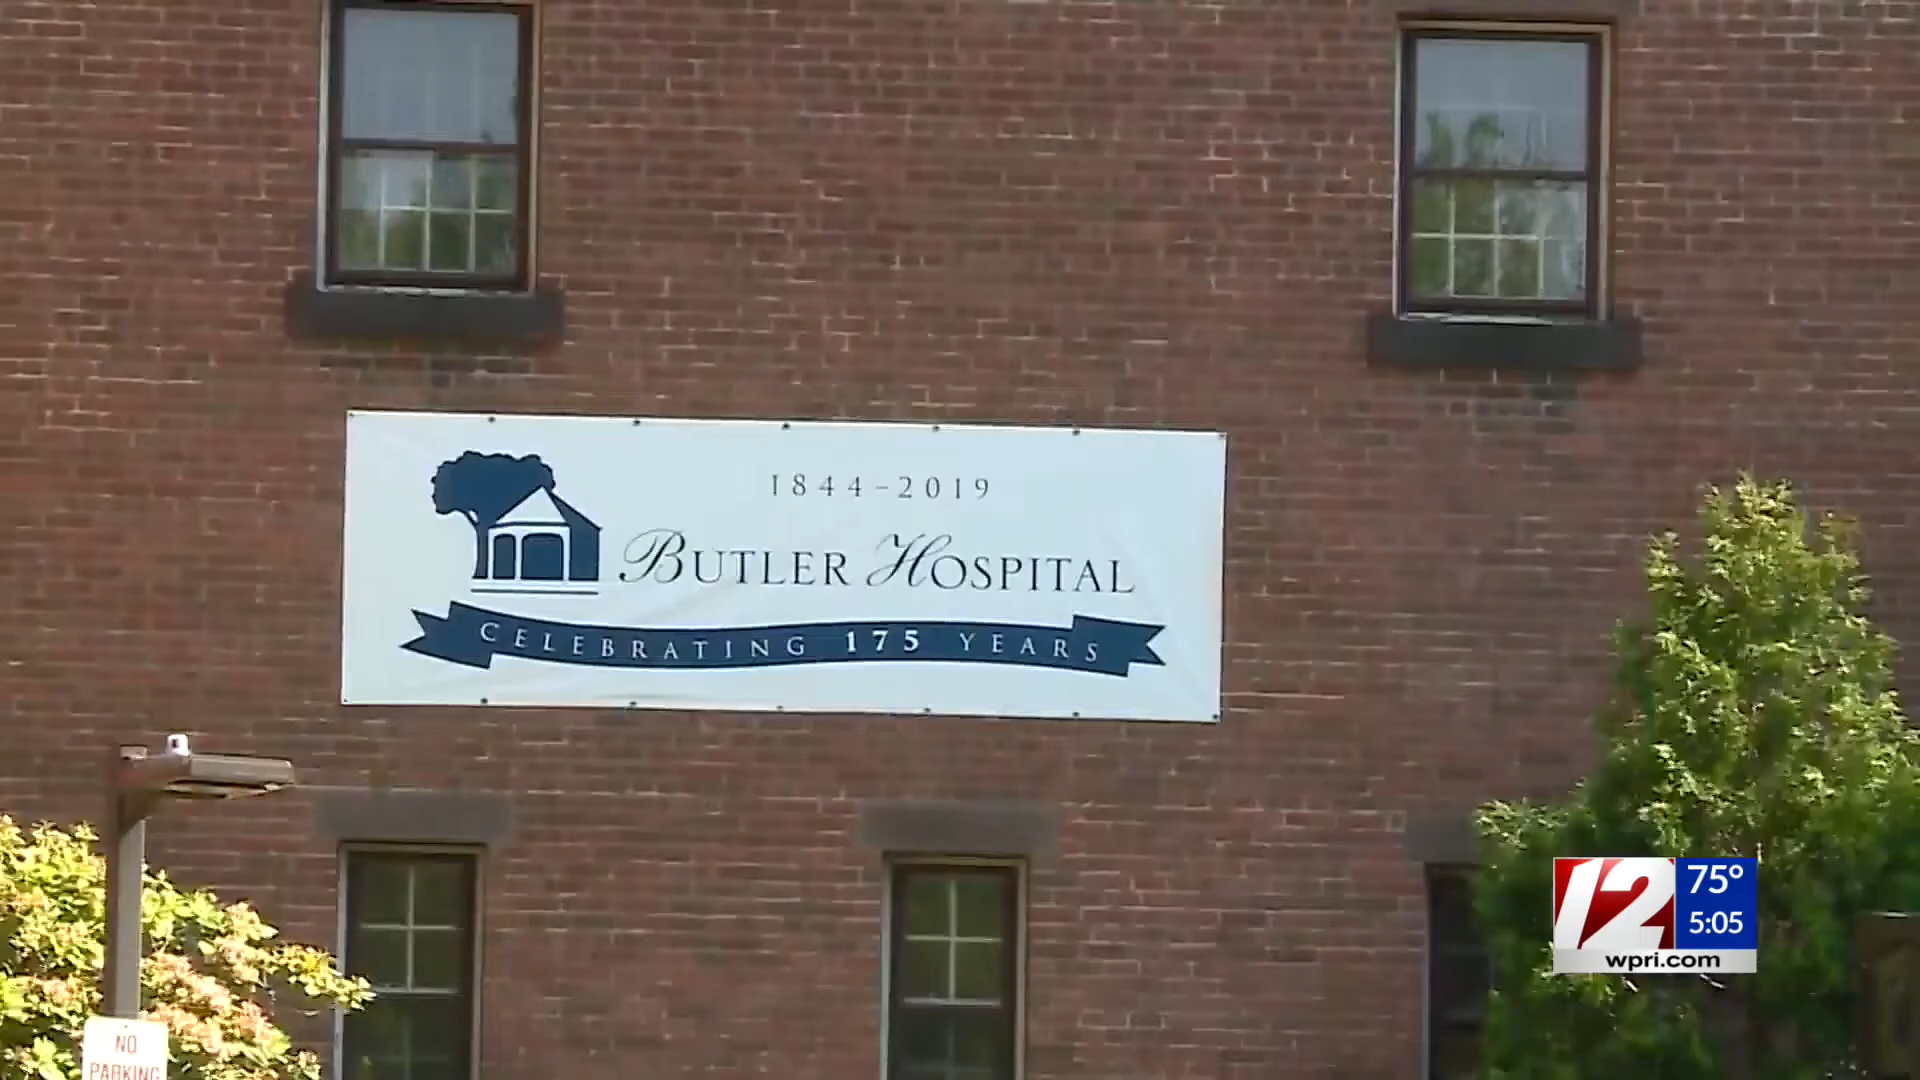 1844-2019
BUTLER HOSPITAL
CELEBRATING 175 YEARS
12
75°
5:05
wpri.com
NO
PARKING